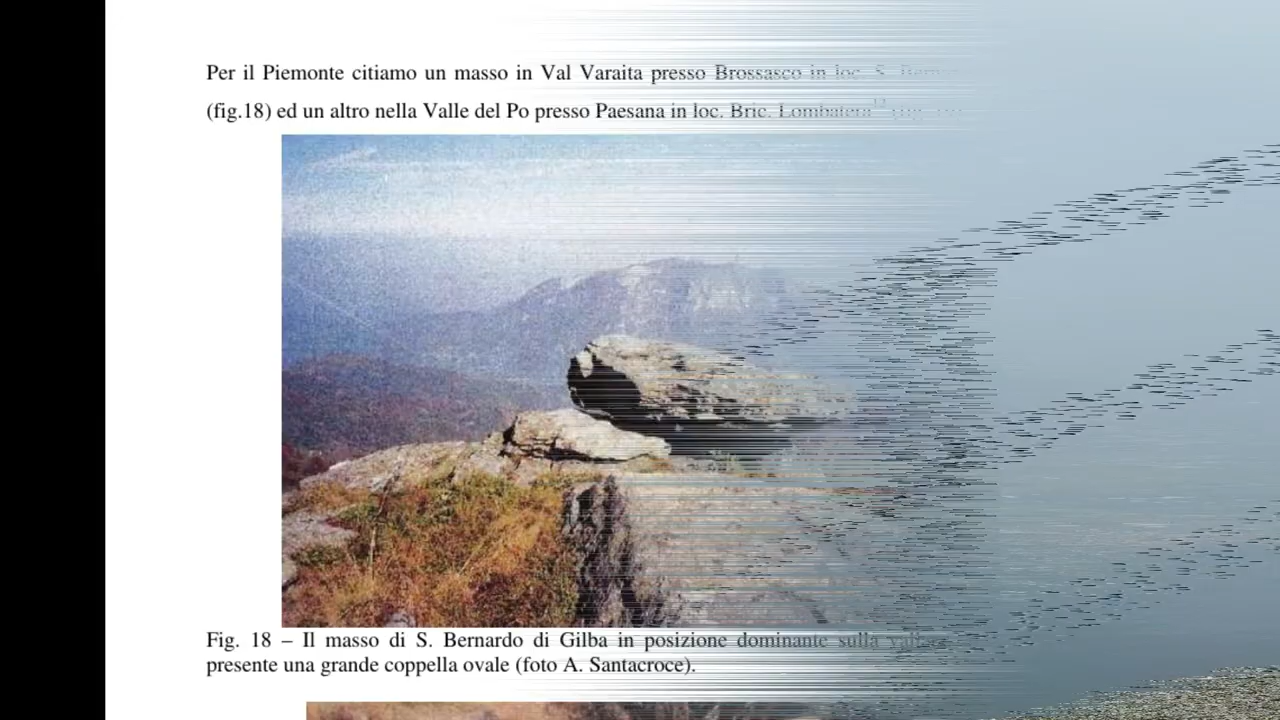 Per il Piemonte citiamo un masso in Val Varaita presso Brossasco in loc. S.
(fig.18) ed un altro nella Valle del Po presso Paesana in loc. Bric. Lombatera
Fig. 18 – Il masso di S. Bernardo di Gilba in posizione dominante sulla
presente una grande coppella ovale (foto A. Santacroce).